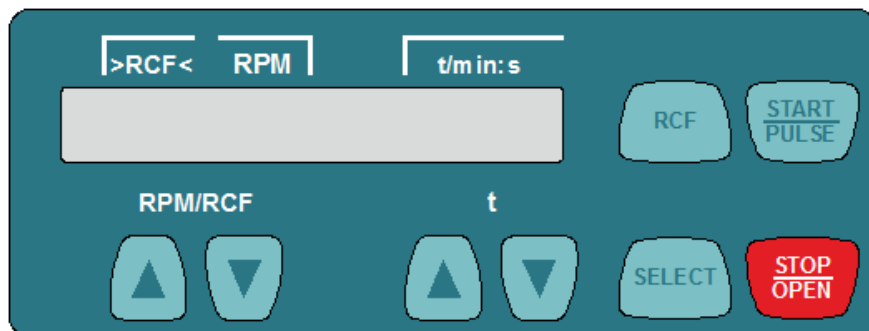 >RCF< RPM t/min:s
RCF START
PULSE
RPM/RCF t
SELECT STOP
OPEN